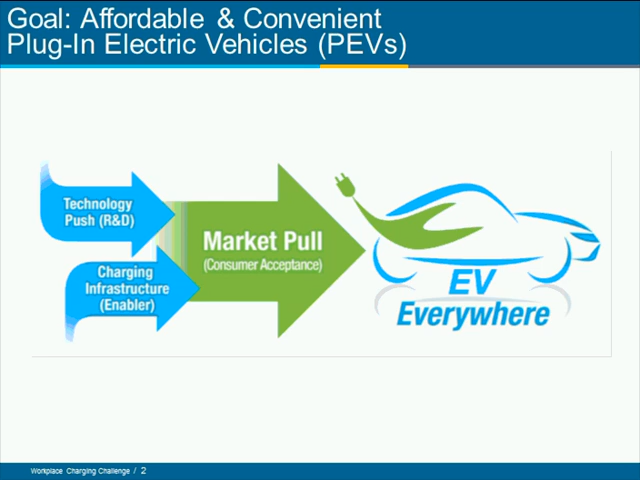 Goal: Affordable & Convenient
Plug-In Electric Vehicles (PEVs)
Technology
Push (R&D)
Charging
Infrastructure
(Enabler)
Market Pull
(Consumer Acceptance)
EV
Everywhere
Workplace Charging Challenge / 2